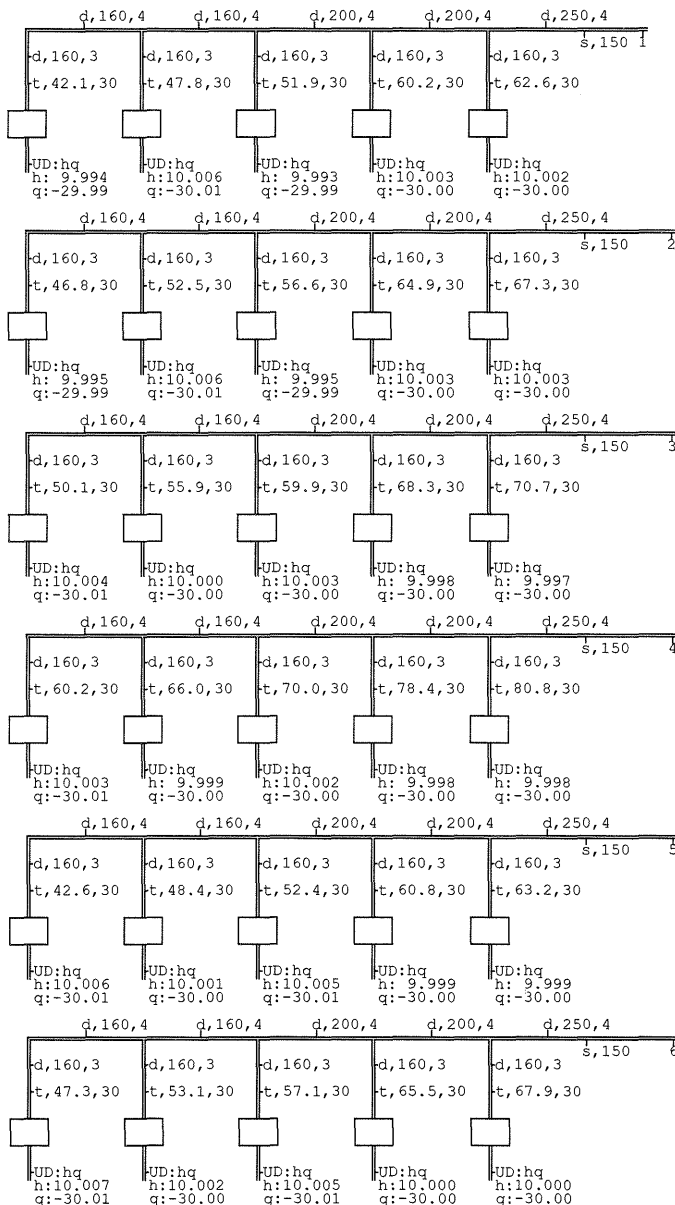 d,160,4 d,160,4 d,200,4 d,200,4 d,250,4
s,150 1
d,160,3 d,160,3 d,160,3 d,160,3 d,160,3
t,42.1,30 t,47.8,30 t,51.9,30 t,60.2,30 t,62.6,30
UD:hq UD:hq UD:hq UD:hq UD:hq
h: 9.994 h:10.006 h: 9.993 h:10.003 h:10.002
q:-29.99 q:-30.01 q:-29.99 q:-30.00 q:-30.00
d,160,4 d,160,4 d,200,4 d,200,4 d,250,4
s,150 2
d,160,3 d,160,3 d,160,3 d,160,3 d,160,3
t,46.8,30 t,52.5,30 t,56.6,30 t,64.9,30 t,67.3,30
UD:hq UD:hq UD:hq UD:hq UD:hq
h: 9.995 h:10.006 h: 9.995 h:10.003 h:10.003
q:-29.99 q:-30.01 q:-29.99 q:-30.00 q:-30.00
d,160,4 d,160,4 d,200,4 d,200,4 d,250,4
s,150 3
d,160,3 d,160,3 d,160,3 d,160,3 d,160,3
t,50.1,30 t,55.9,30 t,59.9,30 t,68.3,30 t,70.7,30
UD:hq UD:hq UD:hq UD:hq UD:hq
h:10.004 h:10.000 h:10.003 h: 9.998 h: 9.997
q:-30.01 q:-30.00 q:-30.00 q:-30.00 q:-30.00
d,160,4 d,160,4 d,200,4 d,200,4 d,250,4
s,150 4
d,160,3 d,160,3 d,160,3 d,160,3 d,160,3
t,60.2,30 t,66.0,30 t,70.0,30 t,78.4,30 t,80.8,30
UD:hq UD:hq UD:hq UD:hq UD:hq
h:10.003 h: 9.999 h:10.002 h: 9.998 h: 9.998
q:-30.01 q:-30.00 q:-30.00 q:-30.00 q:-30.00
d,160,4 d,160,4 d,200,4 d,200,4 d,250,4
s,150 5
d,160,3 d,160,3 d,160,3 d,160,3 d,160,3
t,42.6,30 t,48.4,30 t,52.4,30 t,60.8,30 t,63.2,30
UD:hq UD:hq UD:hq UD:hq UD:hq
h:10.006 h:10.001 h:10.005 h: 9.999 h: 9.999
q:-30.01 q:-30.00 q:-30.01 q:-30.00 q:-30.00
d,160,4 d,160,4 d,200,4 d,200,4 d,250,4
s,150 6
d,160,3 d,160,3 d,160,3 d,160,3 d,160,3
t,47.3,30 t,53.1,30 t,57.1,30 t,65.5,30 t,67.9,30
UD:hq UD:hq UD:hq UD:hq UD:hq
h:10.007 h:10.002 h:10.005 h:10.000 h:10.000
q:-30.01 q:-30.00 q:-30.01 q:-30.00 q:-30.00